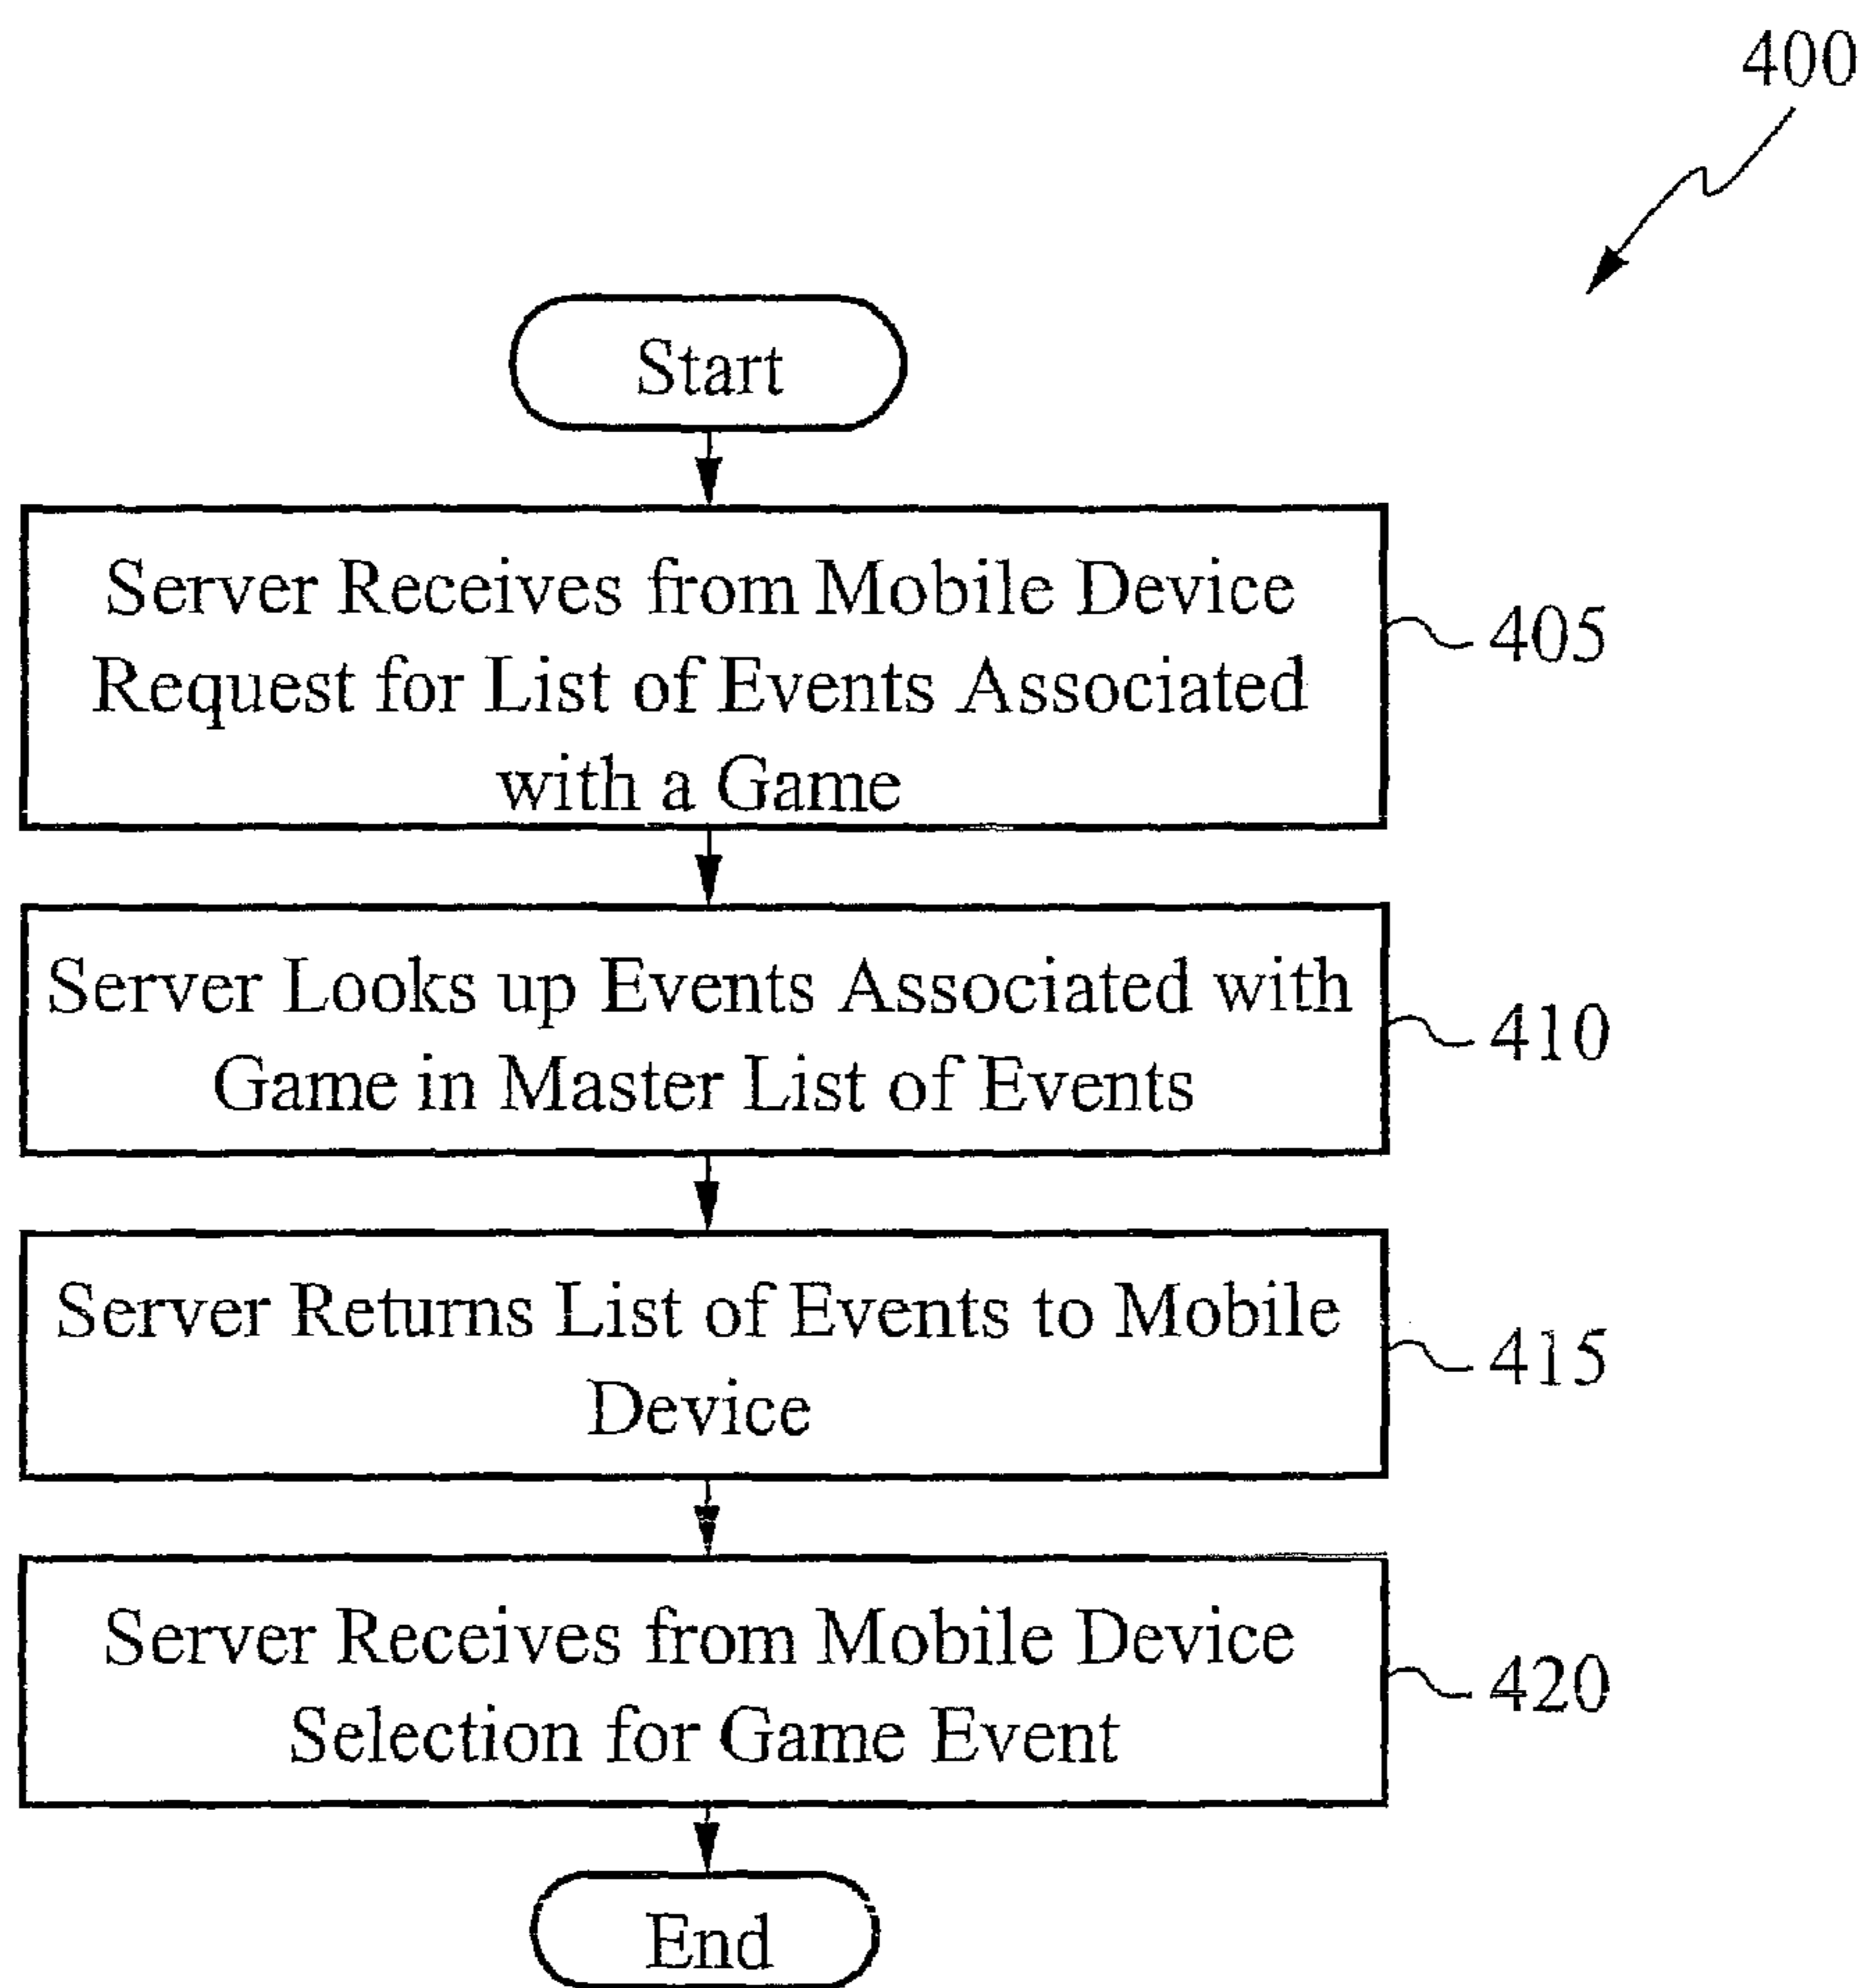 400
Start
Server Receives from Mobile Device
Request for List of Events Associated
with a Game
405
Server Looks up Events Associated with
Game in Master List of Events
410
Server Returns List of Events to Mobile
Device
415
Server Receives from Mobile Device
Selection for Game Event
420
End